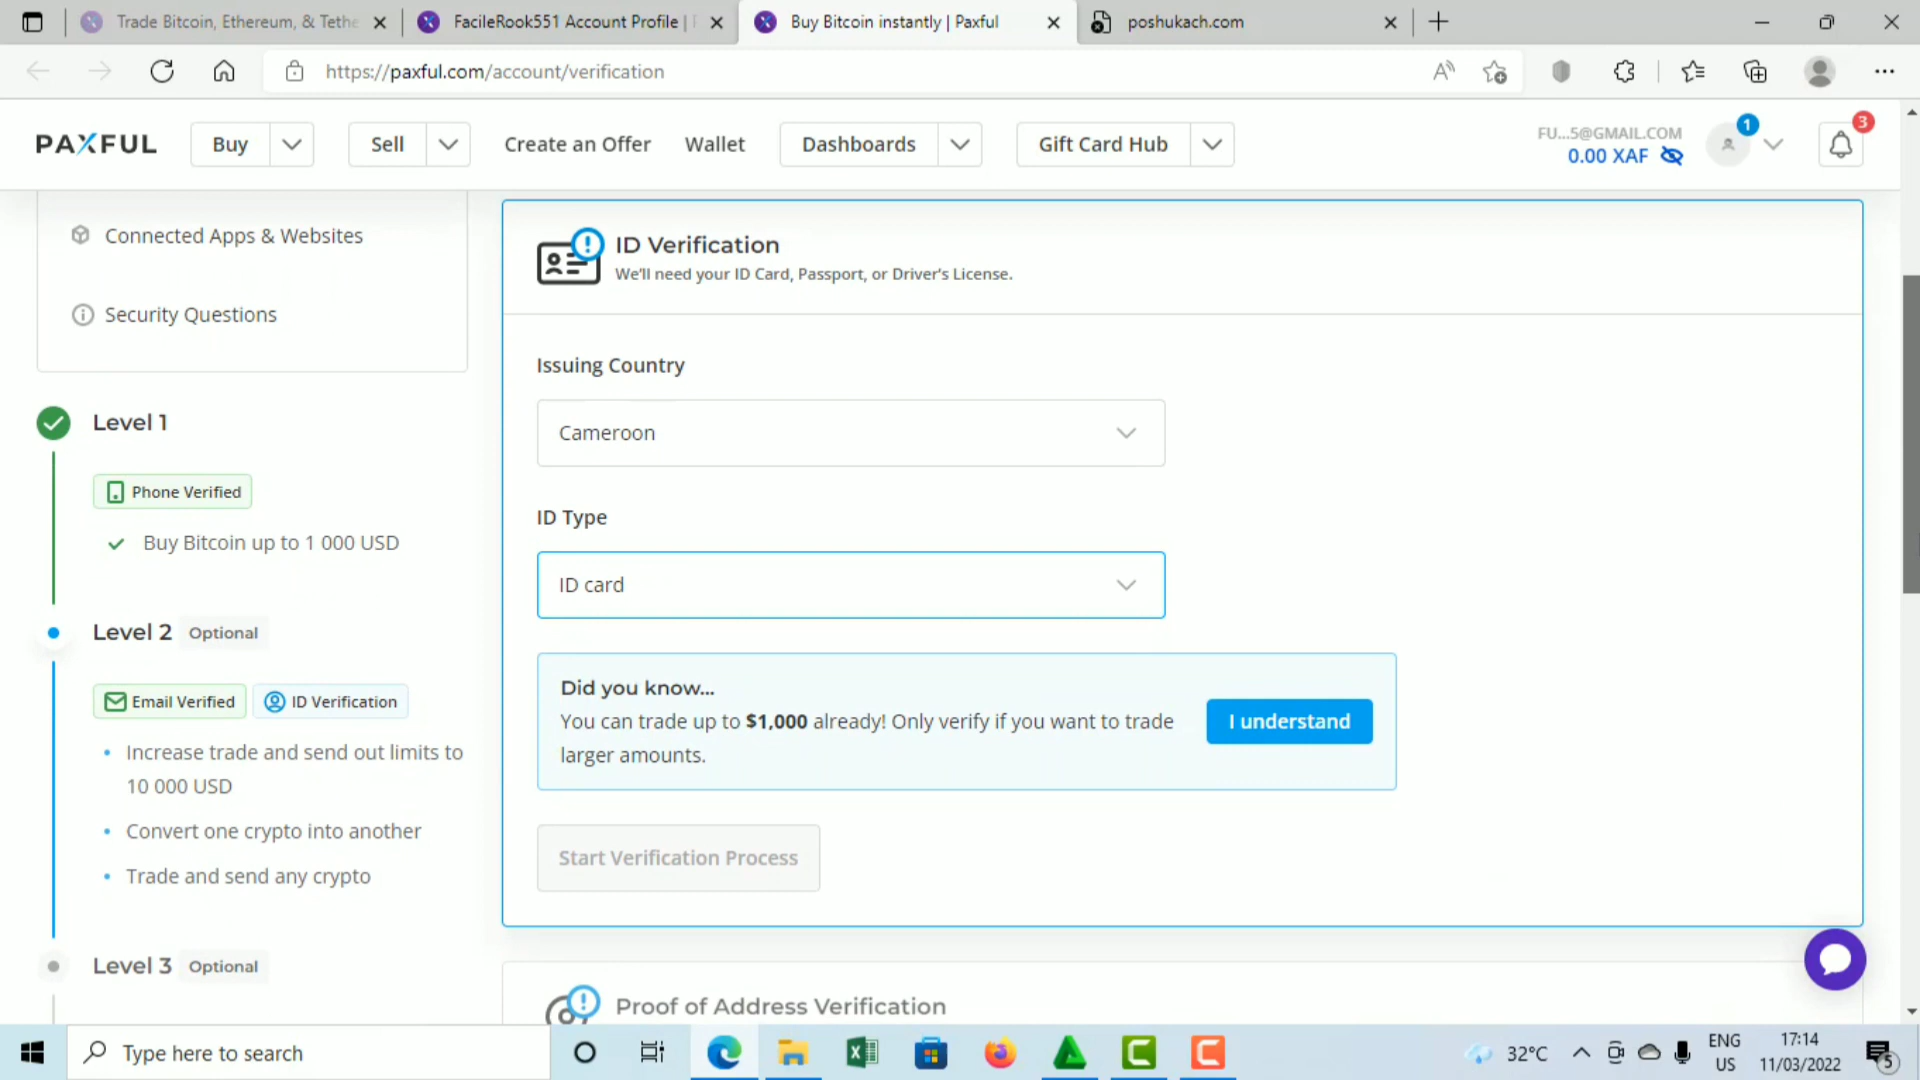 Trade Bitcoin, Ethereum, & Tethe
FacileRook551 Account Profile |
Buy Bitcoin instantly | Paxful
poshukach.com
https://paxful.com/account/verification
PAXFUL
Buy
Sell
Create an Offer
Wallet
Dashboards
Gift Card Hub
FU...5@GMAIL.COM
0.00 XAF
1
3
Connected Apps & Websites
Security Questions
Level 1
Phone Verified
Buy Bitcoin up to 1 000 USD
Level 2 Optional
Email Verified
ID Verification
Increase trade and send out limits to
10 000 USD
Convert one crypto into another
Trade and send any crypto
Level 3 Optional
ID Verification
We'll need your ID Card, Passport, or Driver's License.
Issuing Country
Cameroon
ID Type
ID card
Did you know...
You can trade up to $1,000 already! Only verify if you want to trade
larger amounts.
I understand
Start Verification Process
Proof of Address Verification
Type here to search
32°C
ENG
US
17:14
11/03/2022
5